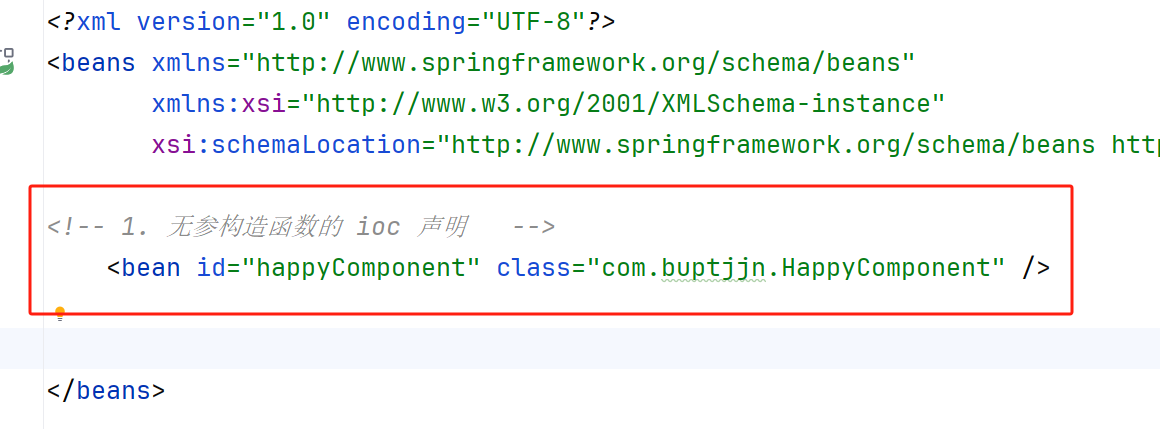 <?xml version="1.0" encoding="UTF-8"?>
<beans xmlns="http://www.springframework.org/schema/beans"
xmlns:xsi="http://www.w3.org/2001/XMLSchema-instance"
xsi:schemaLocation="http://www.springframework.org/schema/beans http
<!-- 1. 无参构造函数的 ioc 声明 -->
<bean id="happyComponent" class="com.buptjjn.HappyComponent" />
</beans>